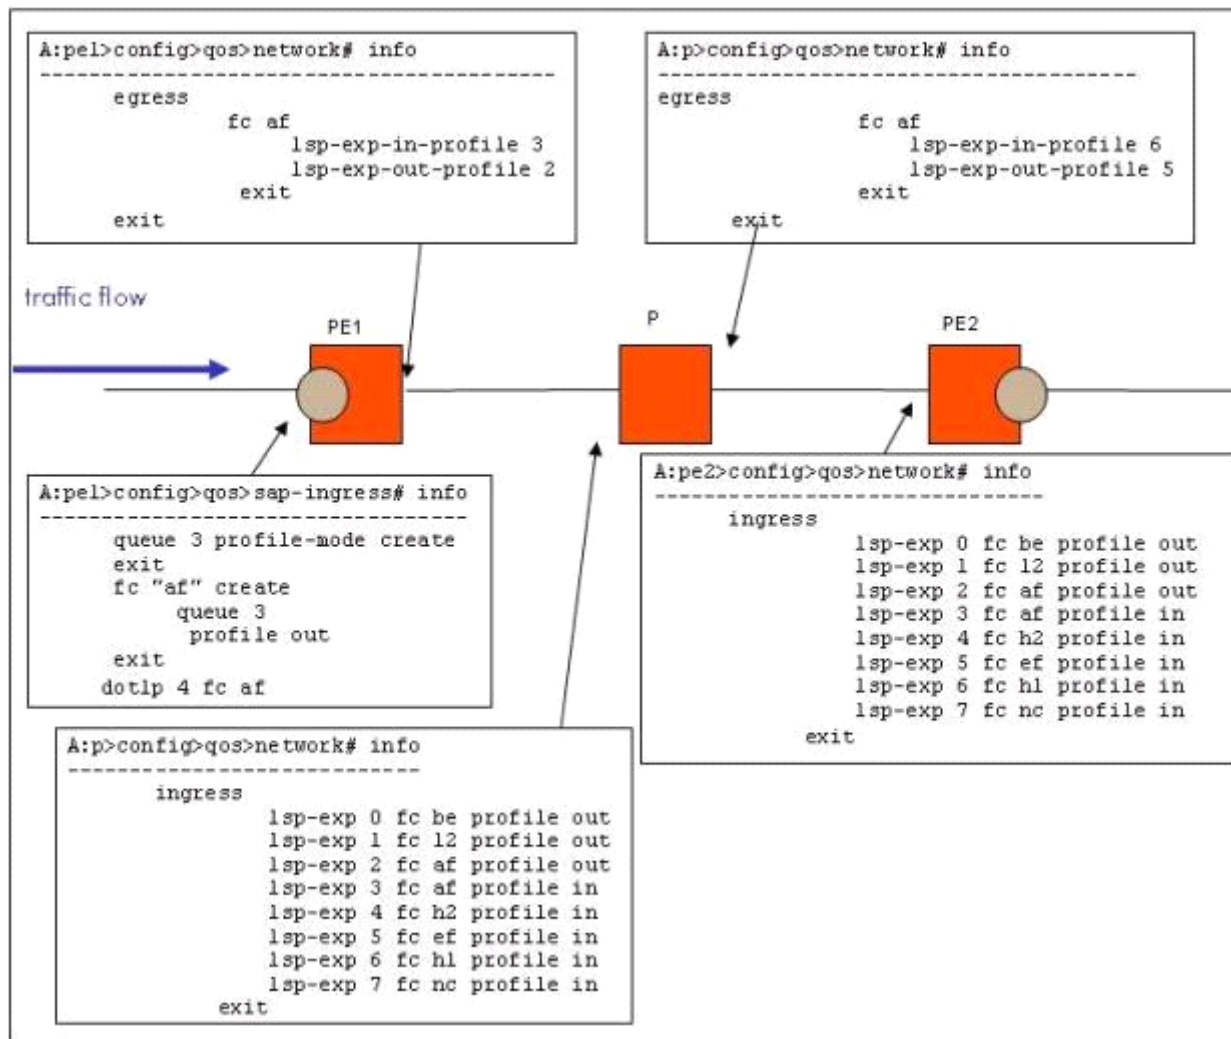 A:pe1>config>qos>network# info
------------------------------------------
egress
fc af
lsp-exp-in-profile 3
lsp-exp-out-profile 2
exit
exit
A:p>config>qos>network# info
---------------------------------------
egress
fc af
lsp-exp-in-profile 6
lsp-exp-out-profile 5
exit
exit
traffic flow
PE1
P
PE2
A:pe1>config>qos>sap-ingress# info
-----------------------------------
queue 3 profile-mode create
exit
fc "af" create
queue 3
profile out
exit
dot1p 4 fc af
A:pe2>config>qos>network# info
--------------------------------
ingress
lsp-exp 0 fc be profile out
lsp-exp 1 fc l2 profile out
lsp-exp 2 fc af profile out
lsp-exp 3 fc af profile in
lsp-exp 4 fc h2 profile in
lsp-exp 5 fc ef profile in
lsp-exp 6 fc h1 profile in
lsp-exp 7 fc nc profile in
exit
A:p>config>qos>network# info
-----------------------------
ingress
lsp-exp 0 fc be profile out
lsp-exp 1 fc l2 profile out
lsp-exp 2 fc af profile out
lsp-exp 3 fc af profile in
lsp-exp 4 fc h2 profile in
lsp-exp 5 fc ef profile in
lsp-exp 6 fc h1 profile in
lsp-exp 7 fc nc profile in
exit